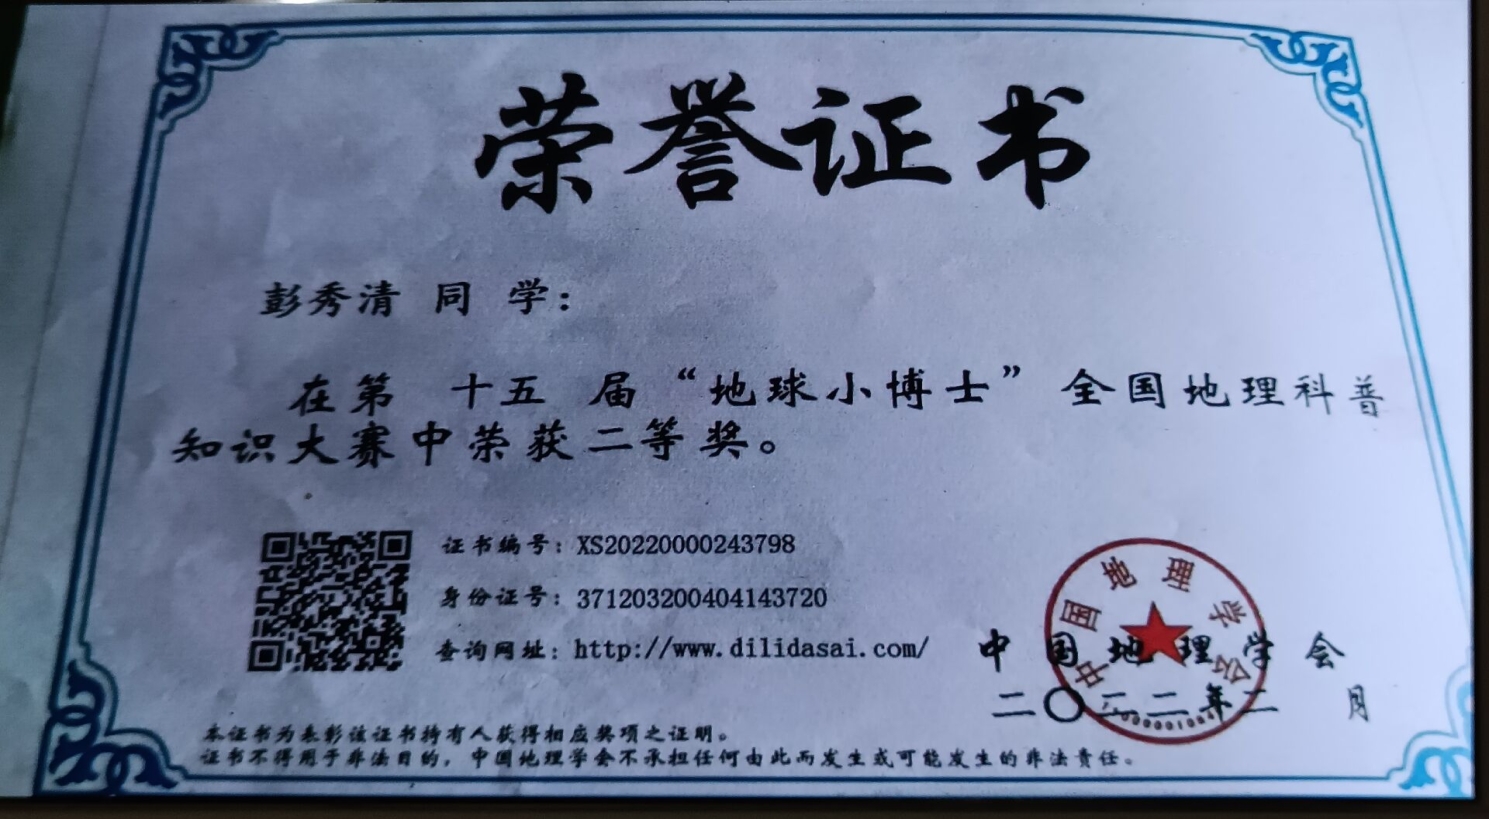 荣誉证书
彭秀清 同 学：
在第 十五 届“地球小博士”全国地理科普
知识大赛中荣获二等奖。
证书编号：XS20220000243798
身份证号：371203200404143720
查询网址：http://www.dilidasai.com/
中国地理学会
中国地理学会
二〇二二年二 月
本证书为表彰该证书持有人获得相应奖项之证明。
证书不得用于非法目的，中国地理学会不承担任何由此而发生或可能发生的非法责任。